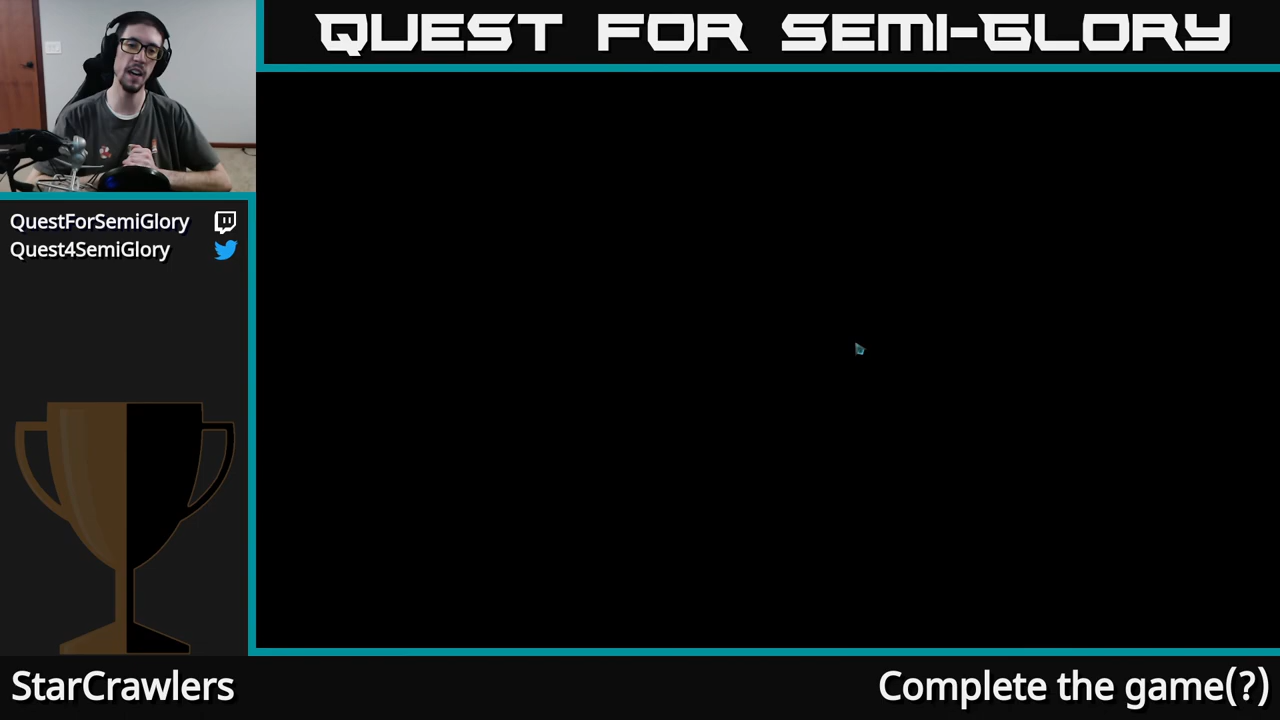 QUEST FOR SEMI-GLORY
QuestForSemiGlory
Quest4SemiGlory
StarCrawlers
Complete the game(?)